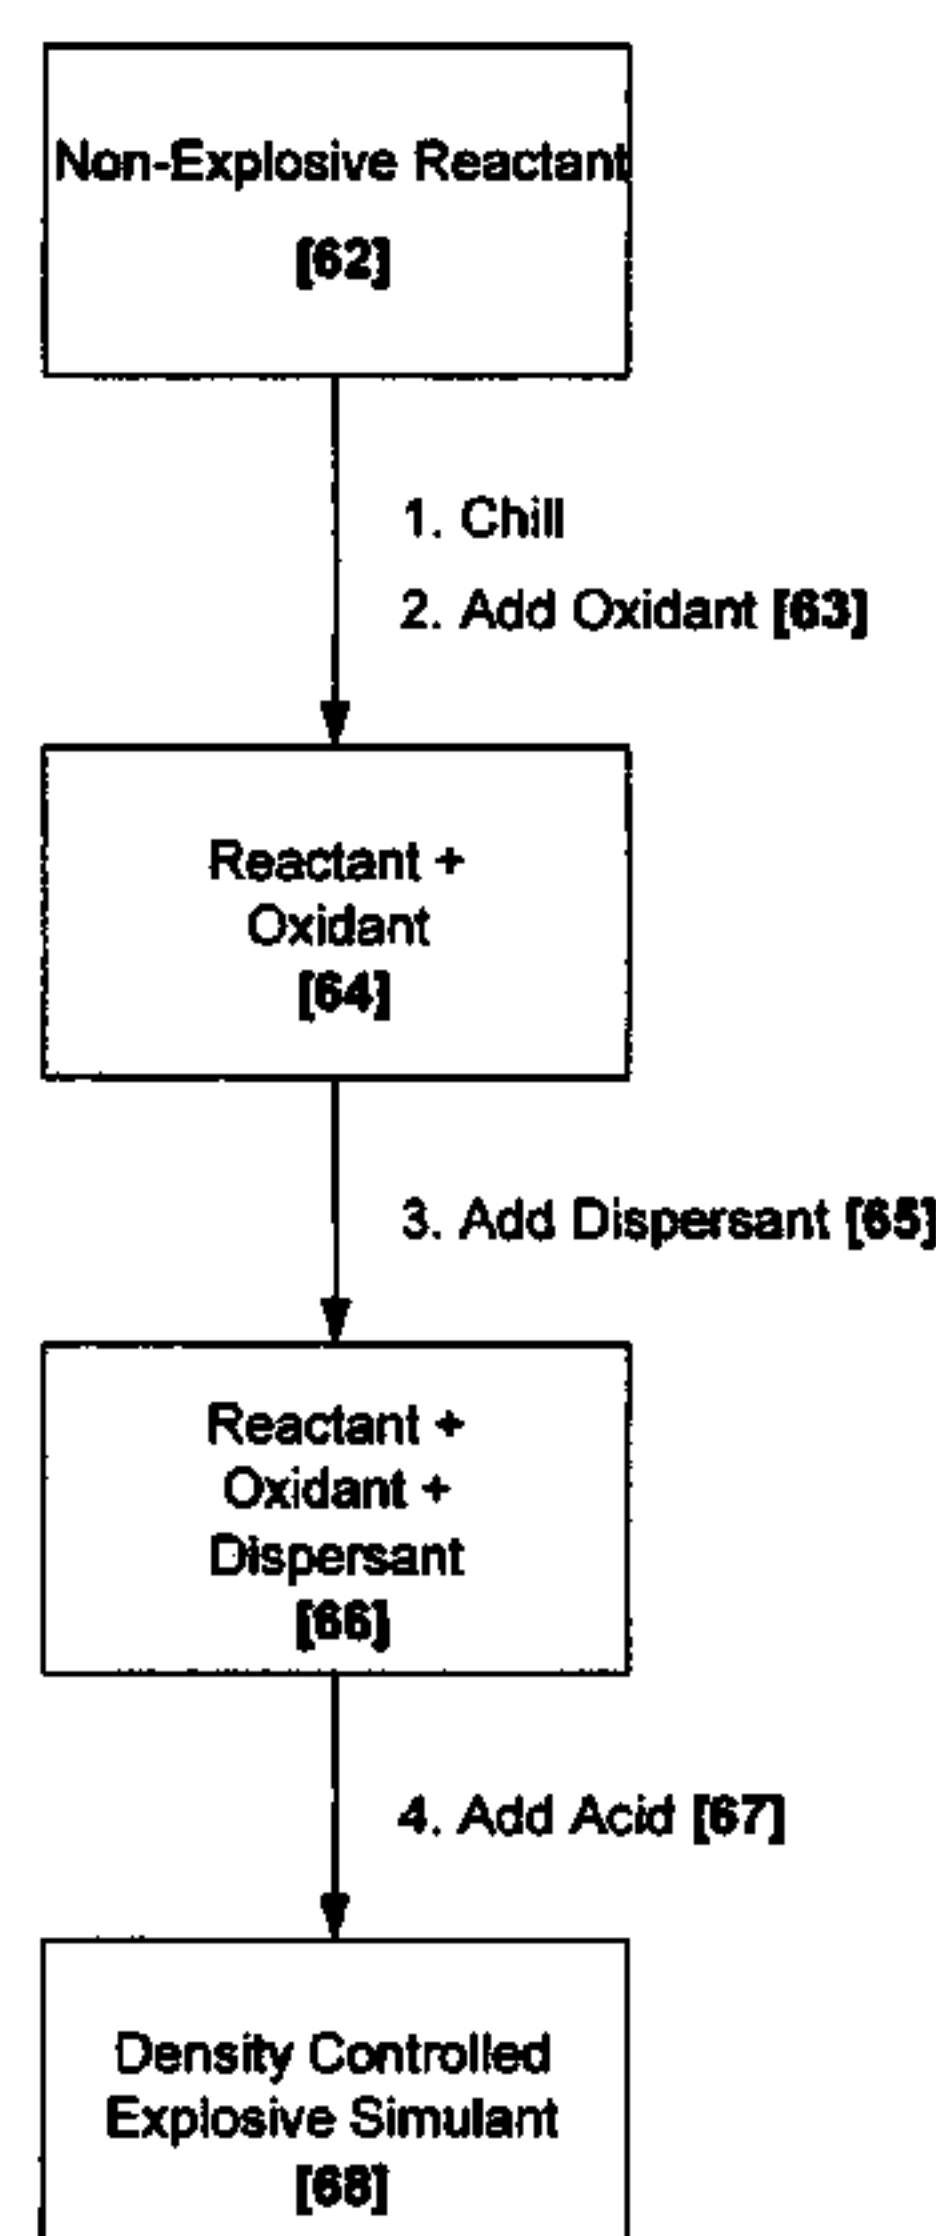 Non-Explosive Reactant
[62]
1. Chill
2. Add Oxidant [63]
Reactant +
Oxidant
[64]
3. Add Dispersant [65]
Reactant +
Oxidant +
Dispersant
[66]
4. Add Acid [67]
Density Controlled
Explosive Simulant
[68]